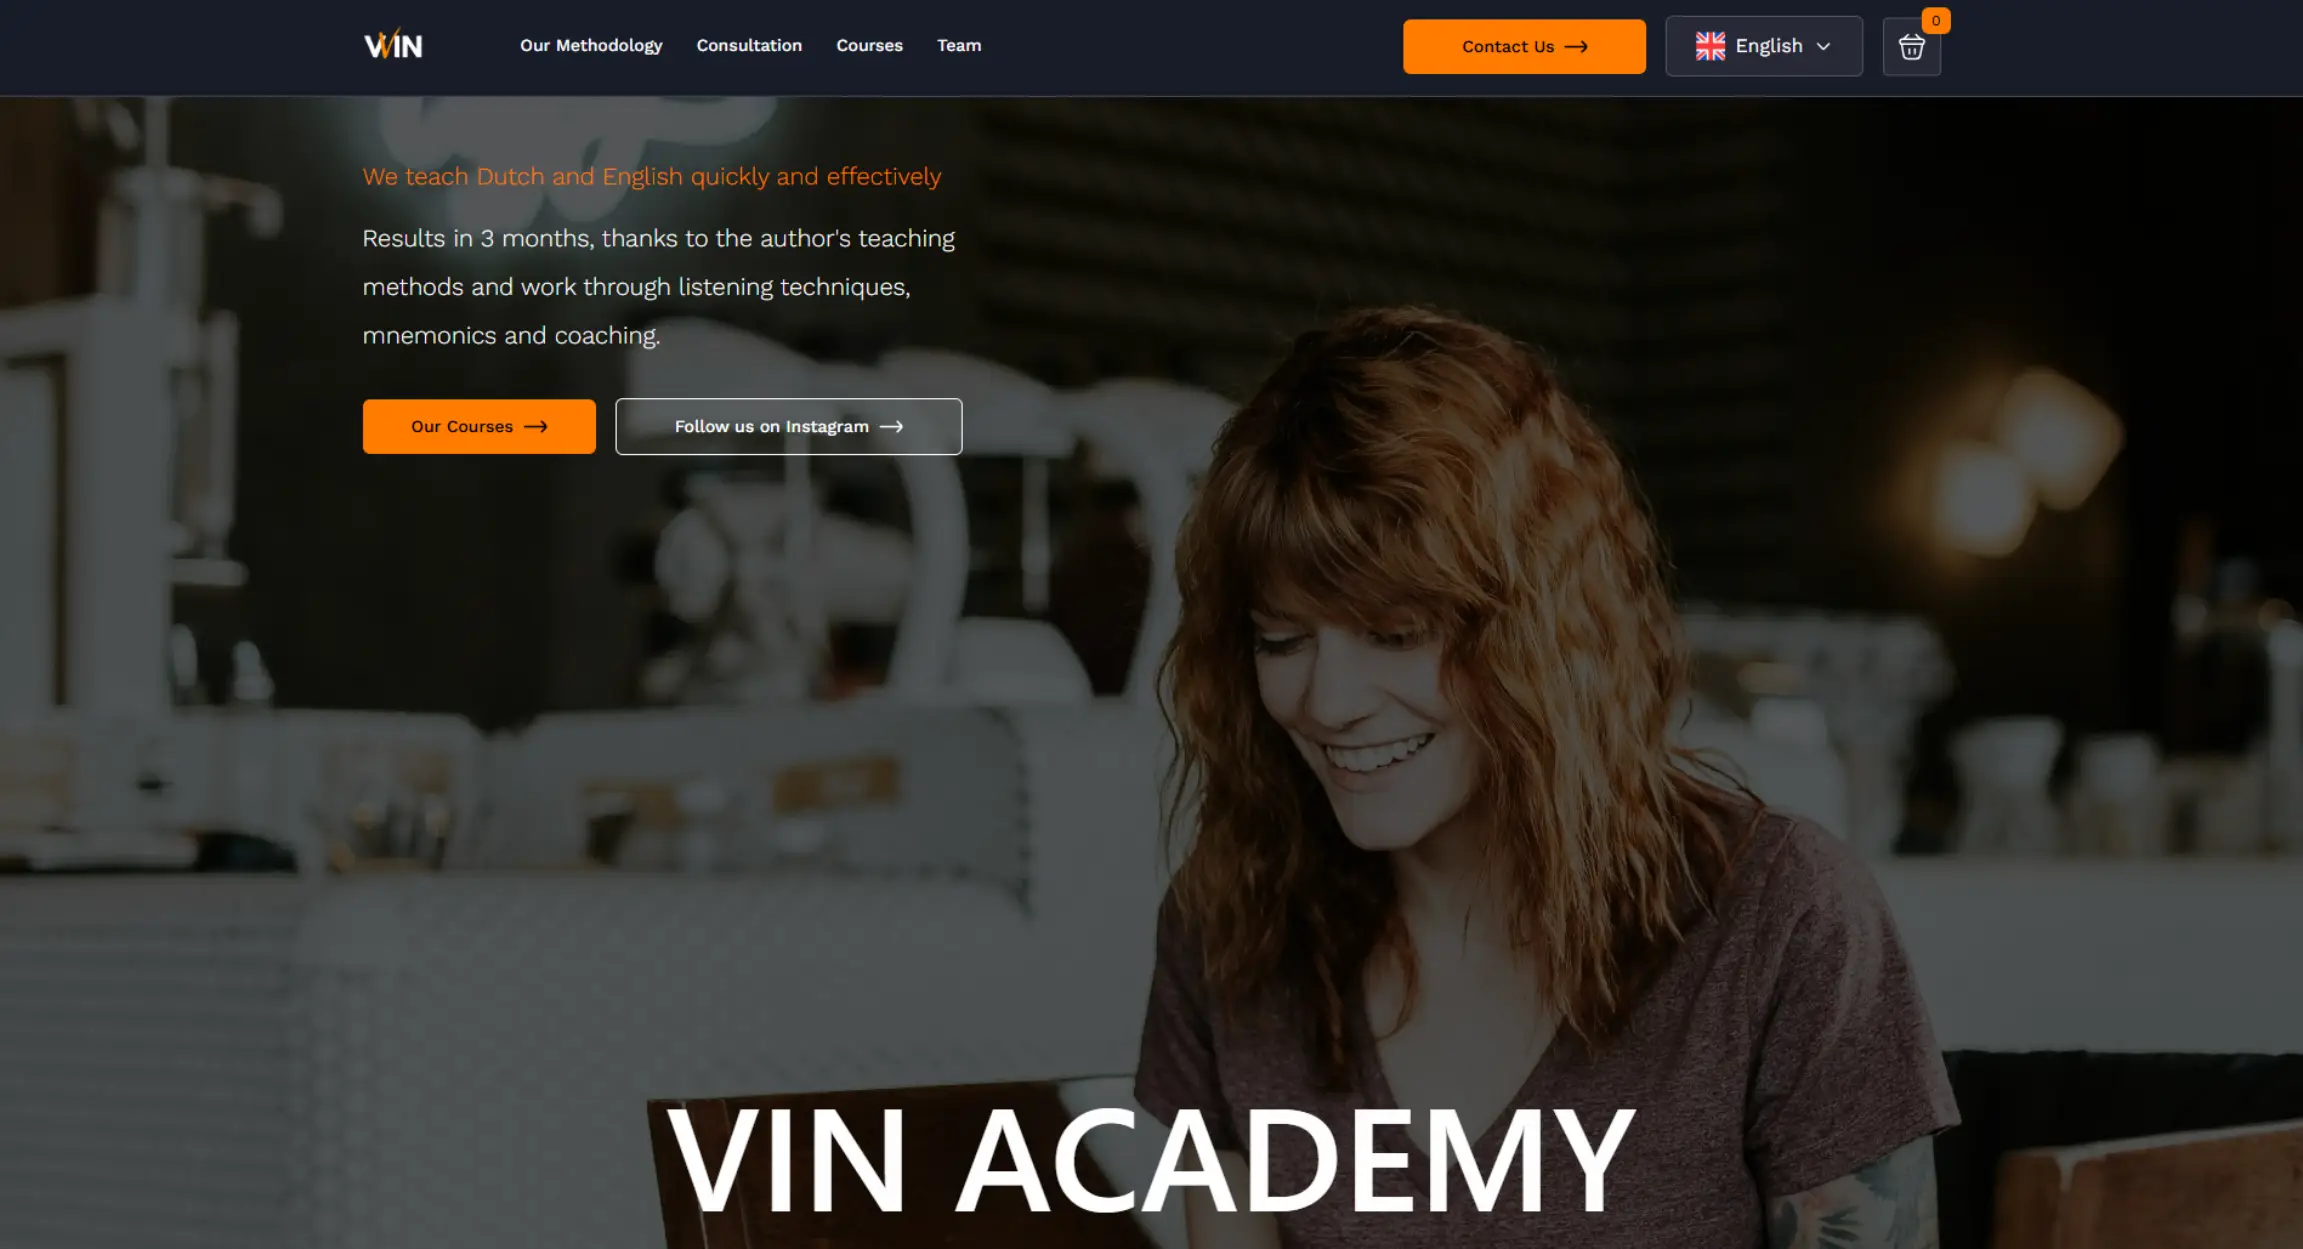 VIN
Our Methodology
Consultation
Courses
Team
Contact Us
English
0
We teach Dutch and English quickly and effectively
Results in 3 months, thanks to the author's teaching
methods and work through listening techniques,
mnemonics and coaching.
Our Courses
Follow us on Instagram
VIN ACADEMY